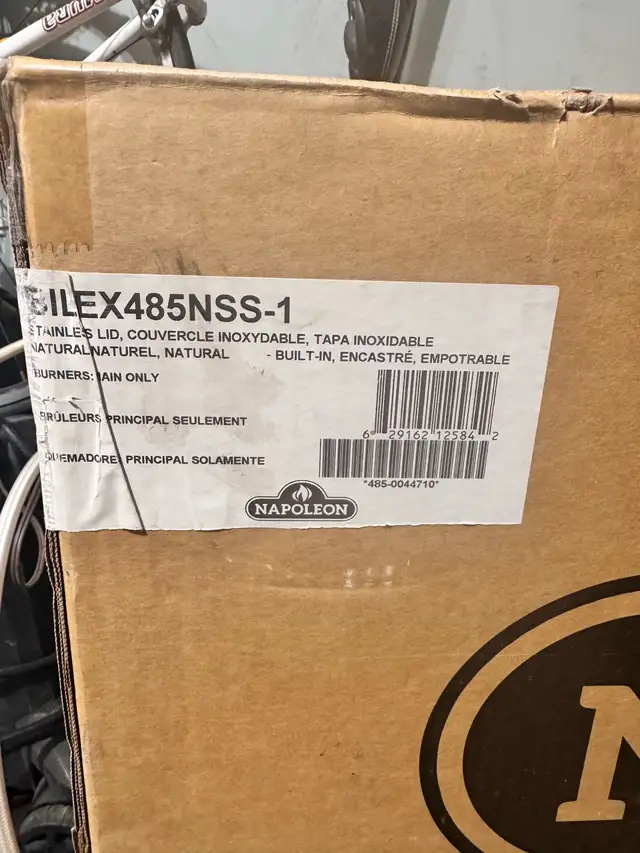 BILEX485NSS-1
STAINLESS LID, COUVERCLE INOXYDABLE, TAPA INOXIDABLE
NATURAL NATUREL, NATURAL - BUILT-IN, ENCASTRÉ, EMPOTRABLE
BURNERS: MAIN ONLY
BRÛLEURS PRINCIPAL SEULEMENT
QUEMADORES PRINCIPAL SOLAMENTE
6 29162 12584 2
*485-0044710*
NAPOLEON
N